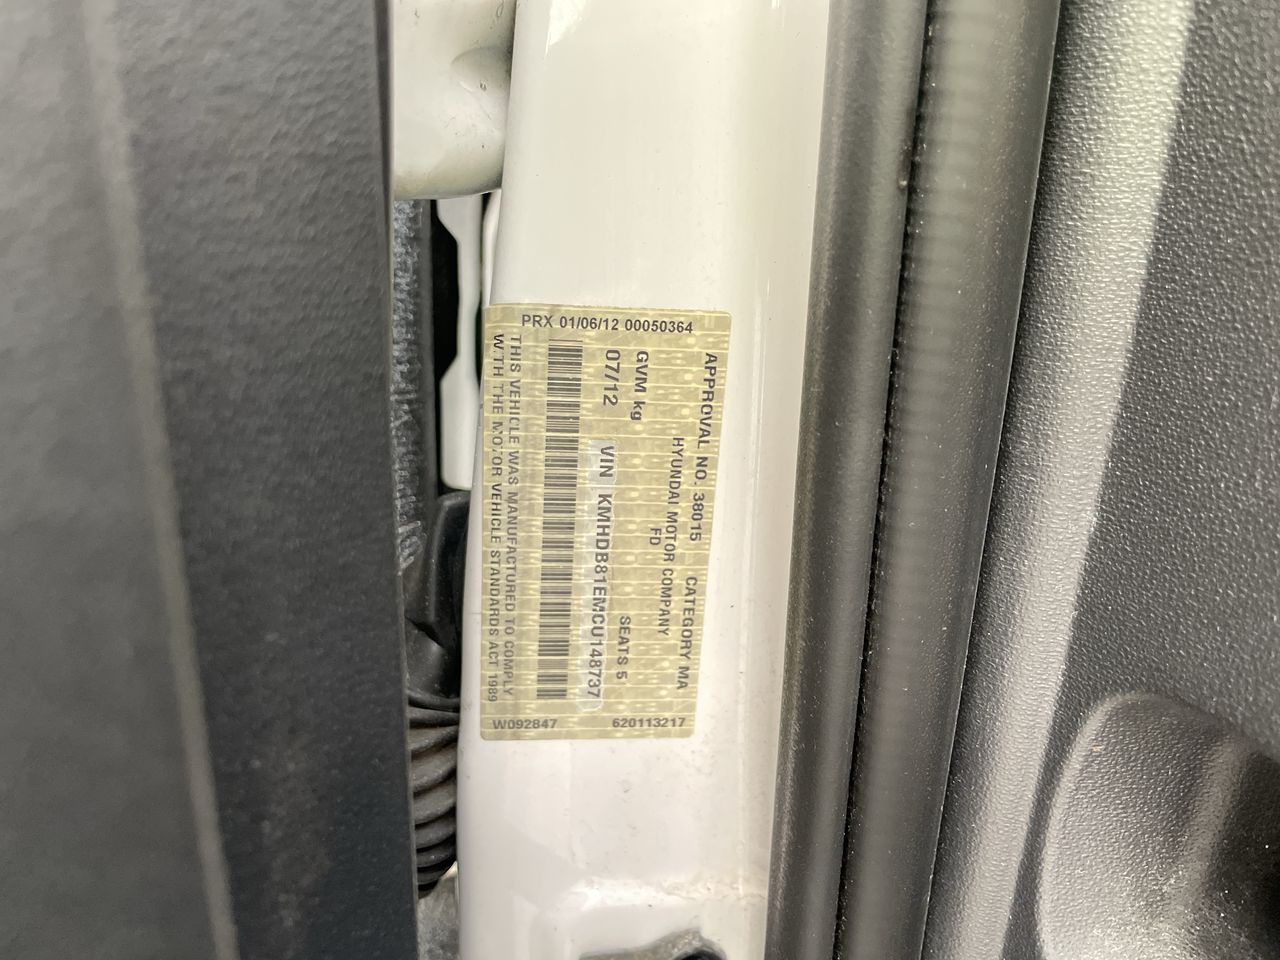 PRX 01/06/12 00050364
APPROVAL NO. 38015 CATEGORY MA
HYUNDAI MOTOR COMPANY
FD
GVM kg SEATS 5
07/12 VIN KMHDB81EMCU148737
THIS VEHICLE WAS MANUFACTURED TO COMPLY
WITH THE MOTOR VEHICLE STANDARDS ACT 1989
W092847 620113217